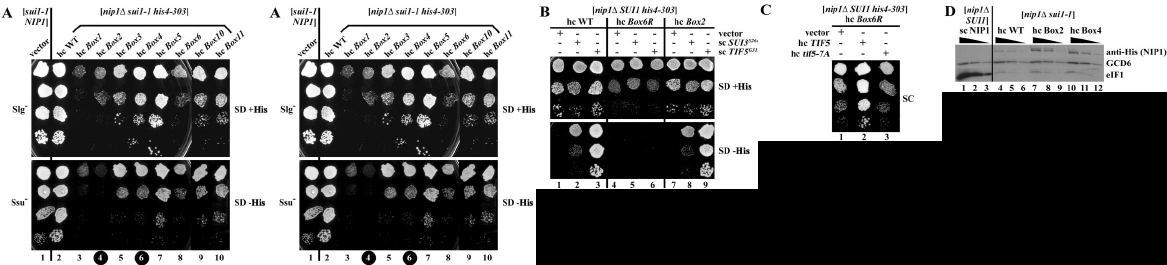 A
[sui1-1 NIP1]
[nip1Δ sui1-1 his4-303]
vector
hc WT
hc Box1
hc Box2
hc Box3
hc Box4
hc Box5
hc Box6
hc Box10
hc Box11
Slg⁻
SD +His
Ssu⁻
SD -His
1 2 3 4 5 6 7 8 9 10
A
[sui1-1 NIP1]
[nip1Δ sui1-1 his4-303]
vector
hc WT
hc Box1
hc Box2
hc Box3
hc Box4
hc Box5
hc Box6
hc Box10
hc Box11
Slg⁻
SD +His
Ssu⁻
SD -His
1 2 3 4 5 6 7 8 9 10
B
[nip1Δ SUI1 his4-303]
hc WT hc Box6R hc Box2
+ - - + - - + - - vector
- + - - + - - + - sc SUI3
- - + - - + - - + sc TIF5
SD +His
SD -His
1 2 3 4 5 6 7 8 9
C
[nip1Δ SUI1 his4-303]
hc Box6R
vector + - -
hc TIF5 - + -
hc tif5-7A - - +
SC
1 2 3
D
[nip1Δ SUI1]
[nip1Δ sui1-1]
sc NIP1 hc WT hc Box2 hc Box4
anti-His (NIP1)
GCD6
eIF1
1 2 3 4 5 6 7 8 9 10 11 12